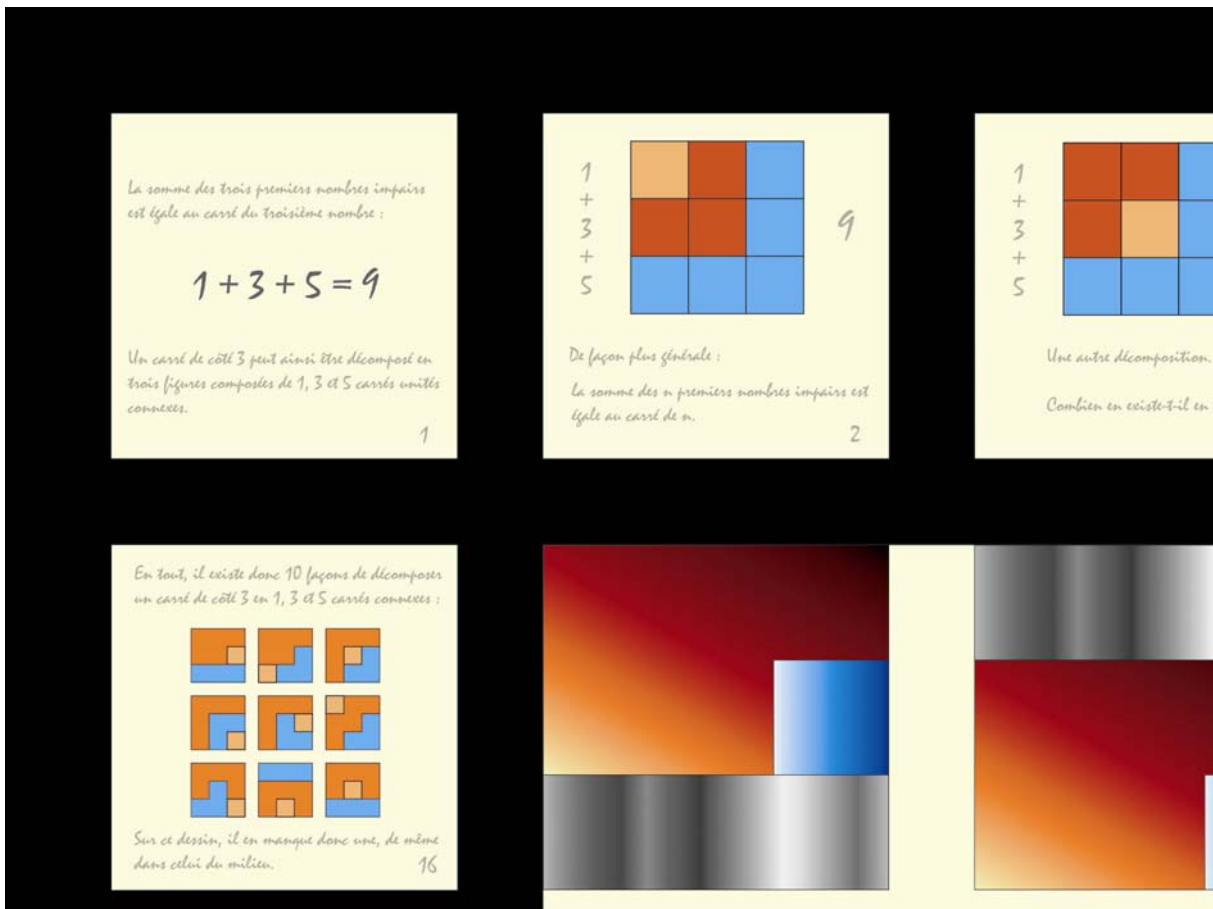 La somme des trois premiers nombres impairs
est égale au carré du troisième nombre :
1 + 3 + 5 = 9
Un carré de côté 3 peut ainsi être décomposé en
trois figures composées de 1, 3 et 5 carrés unités
connexes.
1
1
+
3
+
5
9
De façon plus générale :
la somme des n premiers nombres impairs est
égale au carré de n.
2
1
+
3
+
5
Une autre décomposition.
Combien en existe-t-il en
En tout, il existe donc 10 façons de décomposer
un carré de côté 3 en 1, 3 et 5 carrés connexes :
Sur ce dessin, il en manque donc une, de même
dans celui du milieu.
16